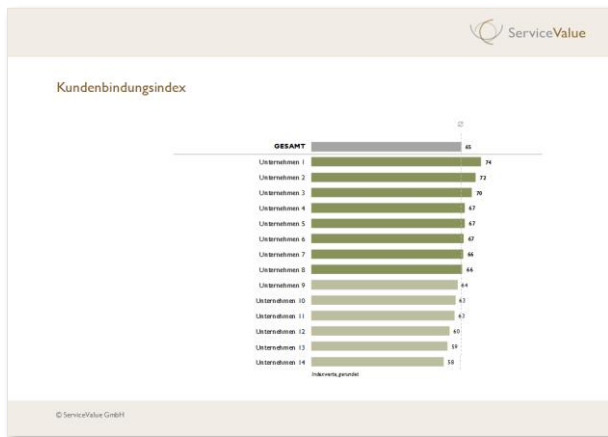 ServiceValue
Kundenbindungsindex
Ø
GESAMT 65
Unternehmen 1 74
Unternehmen 2 72
Unternehmen 3 70
Unternehmen 4 67
Unternehmen 5 67
Unternehmen 6 67
Unternehmen 7 66
Unternehmen 8 66
Unternehmen 9 64
Unternehmen 10 63
Unternehmen 11 63
Unternehmen 12 60
Unternehmen 13 59
Unternehmen 14 58
Indexwerte, gerundet
© ServiceValue GmbH